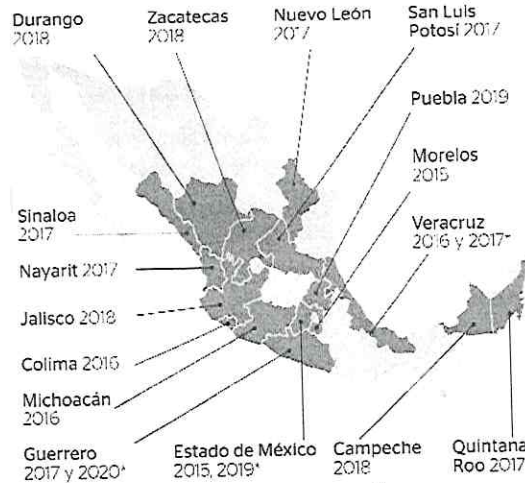 Durango
2018
Zacatecas
2018
Nuevo León
2017
San Luis
Potosí 2017
Puebla 2019
Morelos
2015
Veracruz
2016 y 2017*
Sinaloa
2017
Nayarit 2017
Jalisco 2018
Colima 2016
Michoacán
2016
Guerrero
2017 y 2020*
Estado de México
2015, 2019*
Campeche
2018
Quintana
Roo 2017